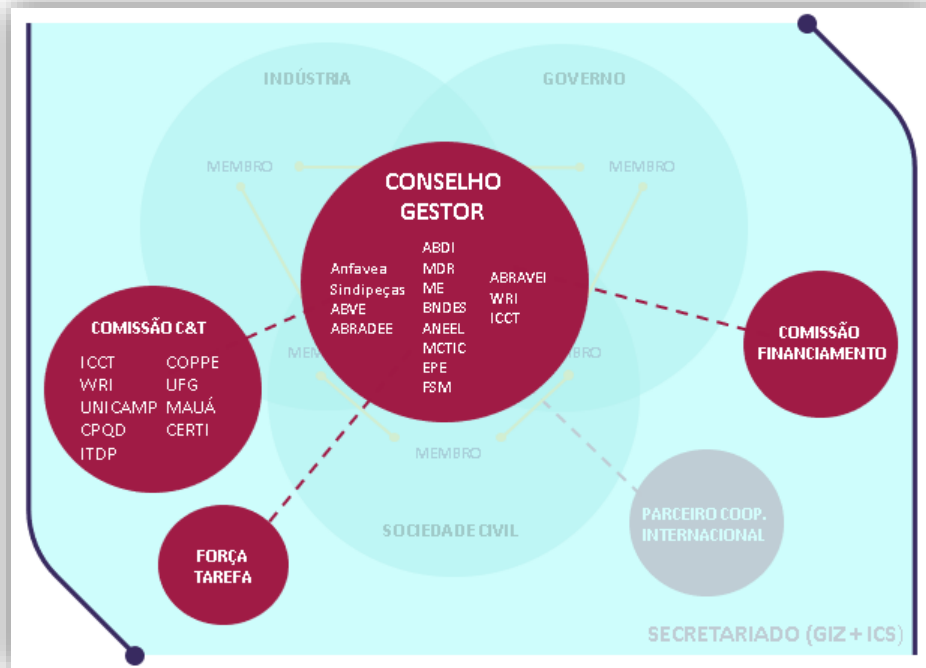 INDÚSTRIA
GOVERNO
MEMBRO
MEMBRO
CONSELHO
GESTOR
Anfavea
Sindipeças
ABVE
ABRADEE
ABDI
MDR
ME
BNDES
ANEEL
MCTIC
EPE
FSM
ABRAVEI
WRI
ICCT
COMISSÃO C&T
ICCT
WRI
UNICAMP
CPQD
ITDP
COPPE
UFG
MAUÁ
CERTI
COMISSÃO
FINANCIAMENTO
MEMBRO
SOCIEDADE CIVIL
FORÇA
TAREFA
PARCEIRO COOP.
INTERNACIONAL
SECRETARIADO (GIZ + ICS)